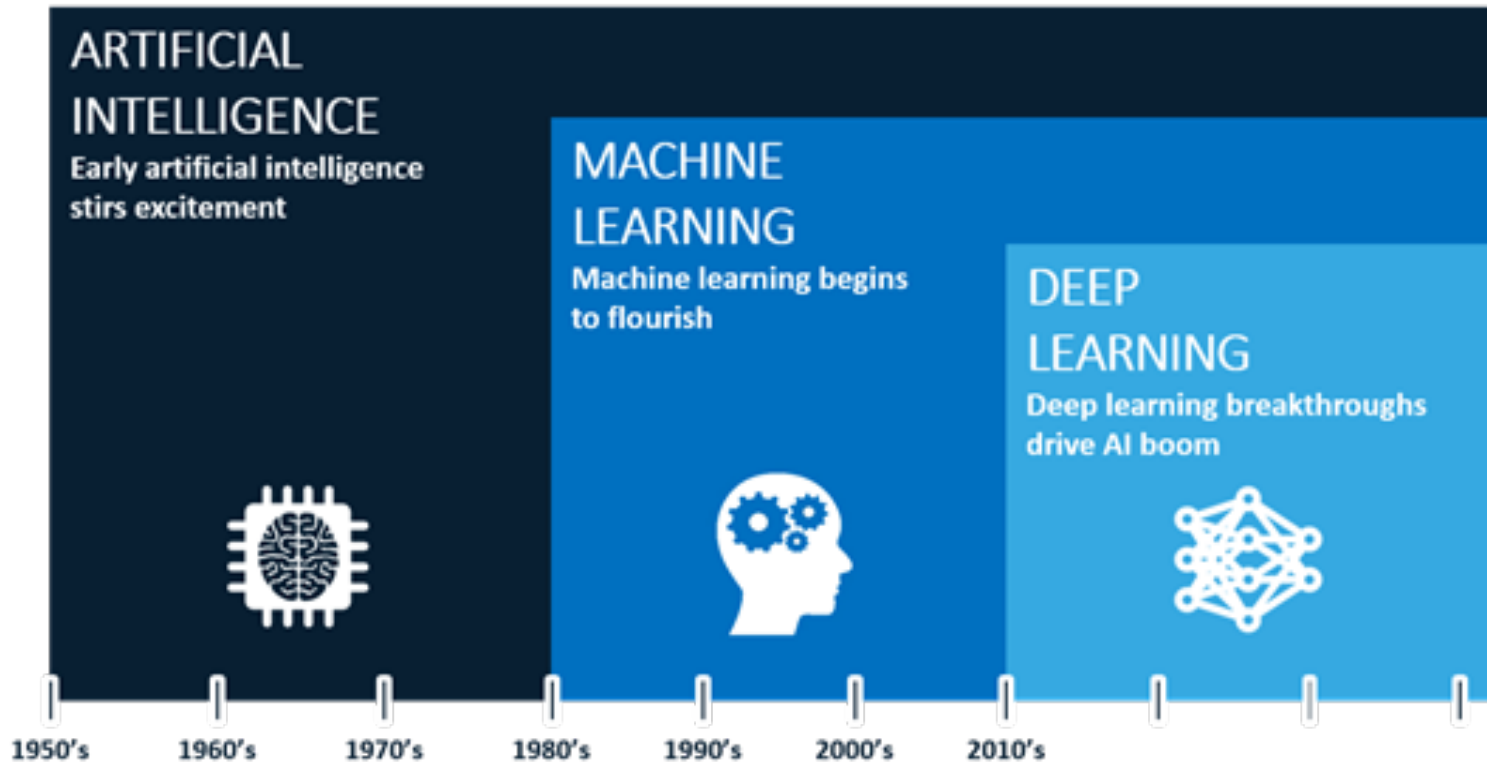 ARTIFICIAL
INTELLIGENCE
Early artificial intelligence
stirs excitement
MACHINE
LEARNING
Machine learning begins
to flourish
DEEP
LEARNING
Deep learning breakthroughs
drive AI boom
1950's 1960's 1970's 1980's 1990's 2000's 2010's